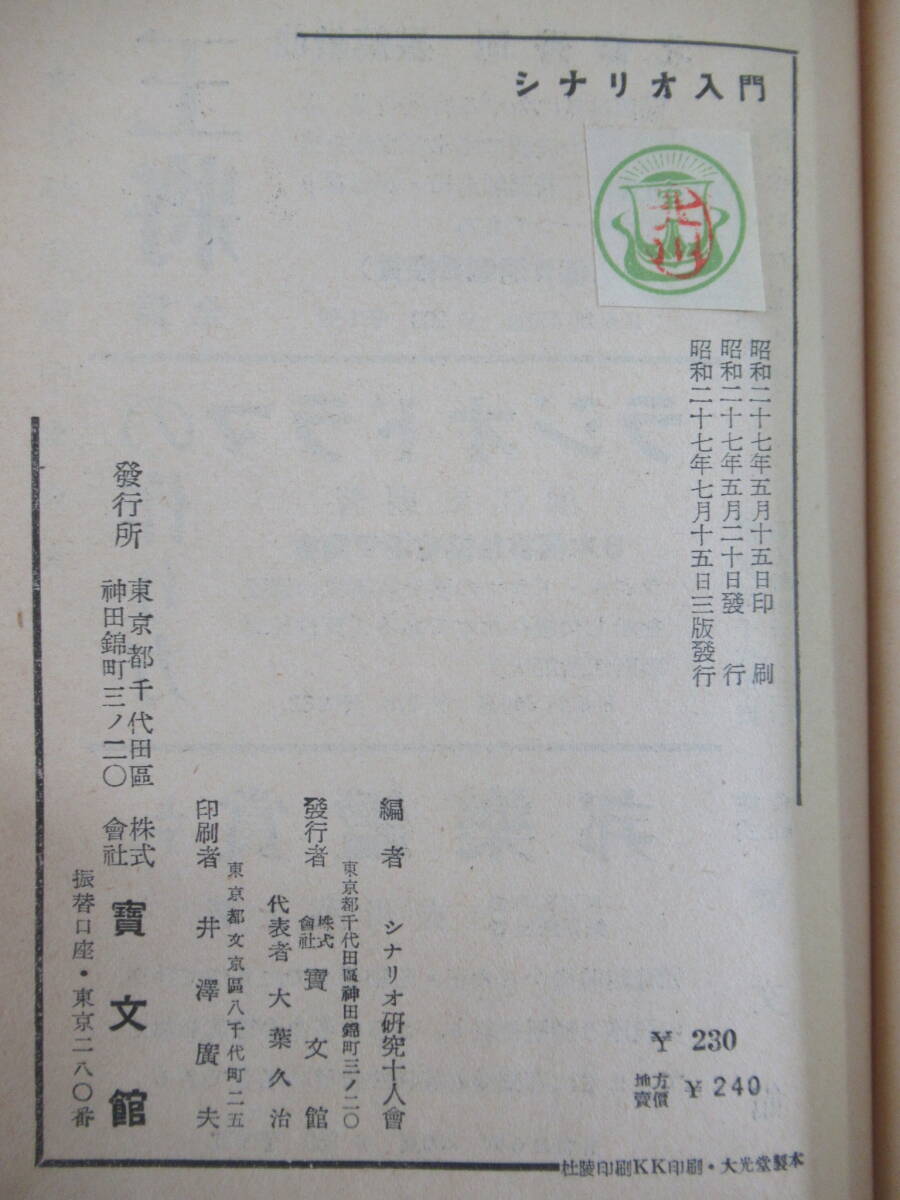 シナリオ入門
昭和二十七年五月十五日印刷
昭和二十七年五月二十日發行
昭和二十七年七月十五日三版發行
¥ 230
地方賣價 ¥ 240
編者 シナリオ研究十人會
東京都千代田區神田錦町三ノ二〇
發行者 株式會社 寶文館
代表者 大葉久治
東京都文京區八千代町二五
印刷者 井澤廣夫
發行所 東京都千代田區神田錦町三ノ二〇 株式會社 寶文館
振替口座・東京二八〇番
杜陵印刷KK印刷・大光堂製本